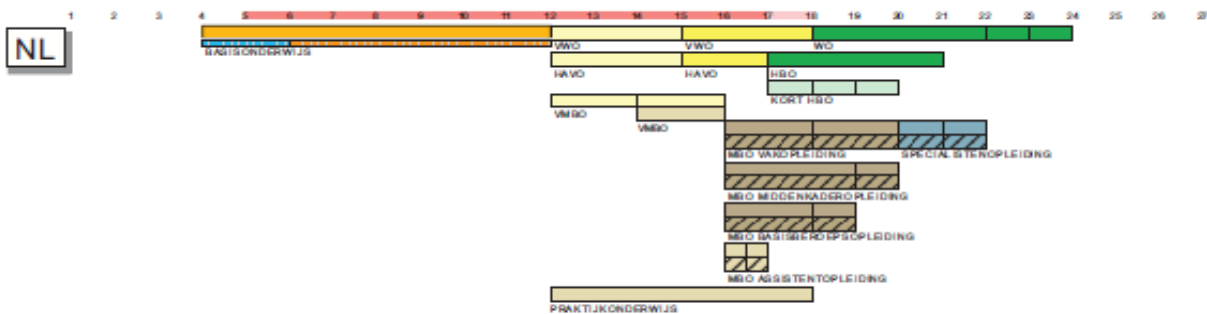 1 2 3 4 5 6 7 8 9 10 11 12 13 14 15 16 17 18 19 20 21 22 23 24 25 26 27
NL
BASISONDERWIJS VWO VWO WO
HAVO HAVO HBO
KORT HBO
VMBO
VMBO
MBO VAKOPLEIDING SPECIALISTENOPLEIDING
MBO MIDDENKADEROPLEIDING
MBO BASISBEROEPSOPLEIDING
MBO ASSISTENTOPLEIDING
PRAKTIJKONDERWIJS